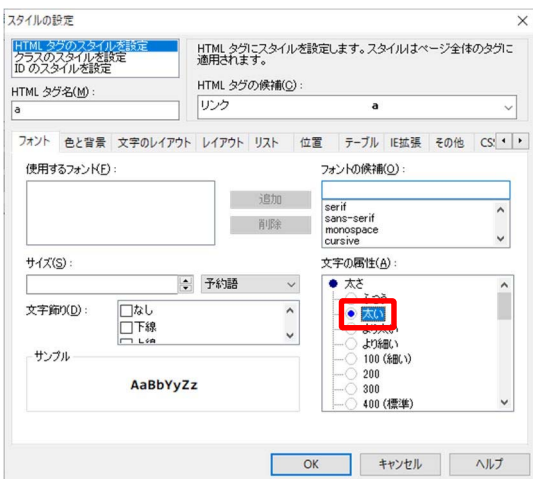 スタイルの設定
HTML タグのスタイルを設定
クラスのスタイルを設定
ID のスタイルを設定
HTML タグにスタイルを設定します。スタイルはページ全体のタグに
適用されます。
HTML タグ名(M):
a
HTML タグの候補(C):
リンク a
フォント 色と背景 文字のレイアウト レイアウト リスト 位置 テーブル IE拡張 その他
使用するフォント(F):
追加
削除
フォントの候補(O):
serif
sans-serif
monospace
cursive
サイズ(S):
予約語
文字飾り(D):
なし
下線
上線
文字の属性(A):
太さ
ふつう
太い
より太い
より細い
100 (細い)
200
300
400 (標準)
サンプル
AaBbYyZz
OK キャンセル ヘルプ